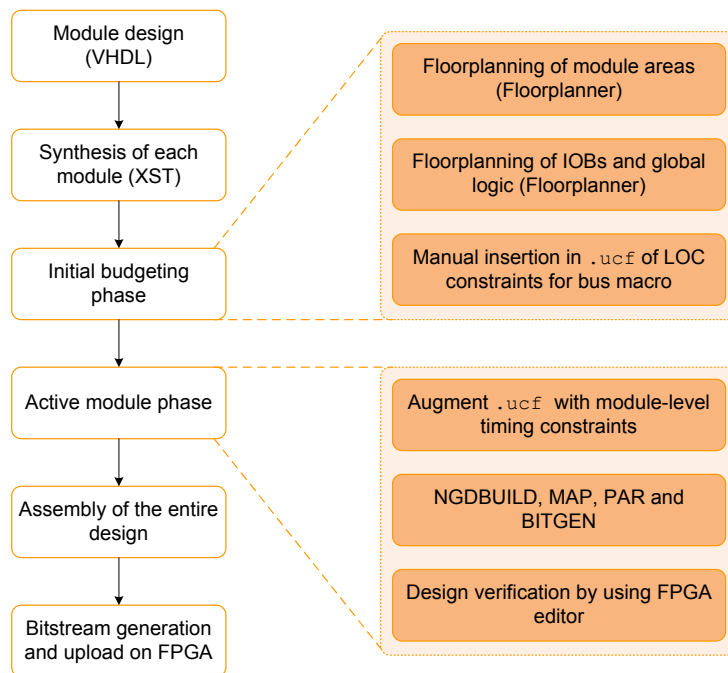 Module design
(VHDL)
Synthesis of each
module (XST)
Initial budgeting
phase
Active module phase
Assembly of the entire
design
Bitstream generation
and upload on FPGA
Floorplanning of module areas
(Floorplanner)
Floorplanning of IOBs and global
logic (Floorplanner)
Manual insertion in .ucf of LOC
constraints for bus macro
Augment .ucf with module-level
timing constraints
NGDBUILD, MAP, PAR and
BITGEN
Design verification by using FPGA
editor